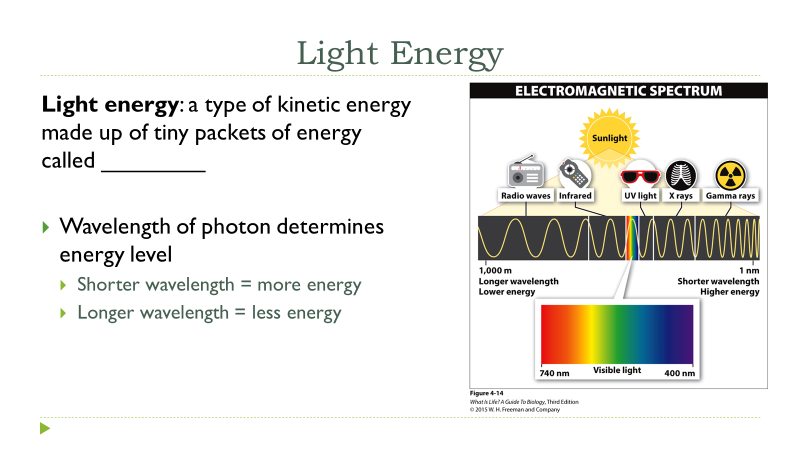 Light Energy
Light energy: a type of kinetic energy
made up of tiny packets of energy
called _________
Wavelength of photon determines
energy level
Shorter wavelength = more energy
Longer wavelength = less energy
ELECTROMAGNETIC SPECTRUM
Sunlight
Radio waves
Infrared
UV light
X rays
Gamma rays
1,000 m
Longer wavelength
Lower energy
1 nm
Shorter wavelength
Higher energy
740 nm
Visible light
400 nm
Figure 4-14
What Is Life? A Guide To Biology, Third Edition
© 2015 W. H. Freeman and Company